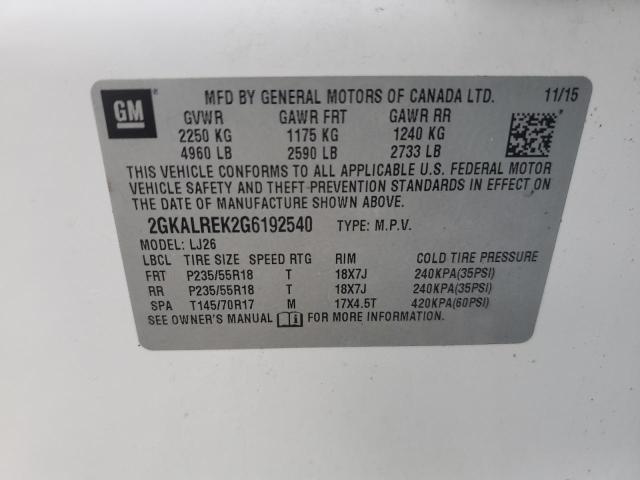 GM
MFD BY GENERAL MOTORS OF CANADA LTD. 11/15
GVWR GAWR FRT GAWR RR
2250 KG 1175 KG 1240 KG
4960 LB 2590 LB 2733 LB
THIS VEHICLE CONFORMS TO ALL APPLICABLE U.S. FEDERAL MOTOR
VEHICLE SAFETY AND THEFT PREVENTION STANDARDS IN EFFECT ON
THE DATE OF MANUFACTURE SHOWN ABOVE.
2GKALREK2G6192540 TYPE: M.P.V.
MODEL: LJ26
LBCL TIRE SIZE SPEED RTG RIM COLD TIRE PRESSURE
FRT P235/55R18 T 18X7J 240KPA(35PSI)
RR P235/55R18 T 18X7J 240KPA(35PSI)
SPA T145/70R17 M 17X4.5T 420KPA(60PSI)
SEE OWNER'S MANUAL FOR MORE INFORMATION.